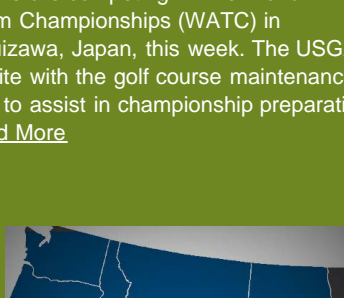 m Championships (WATC) in
uizawa, Japan, this week. The USG
ite with the golf course maintenanc
to assist in championship preparati
d More